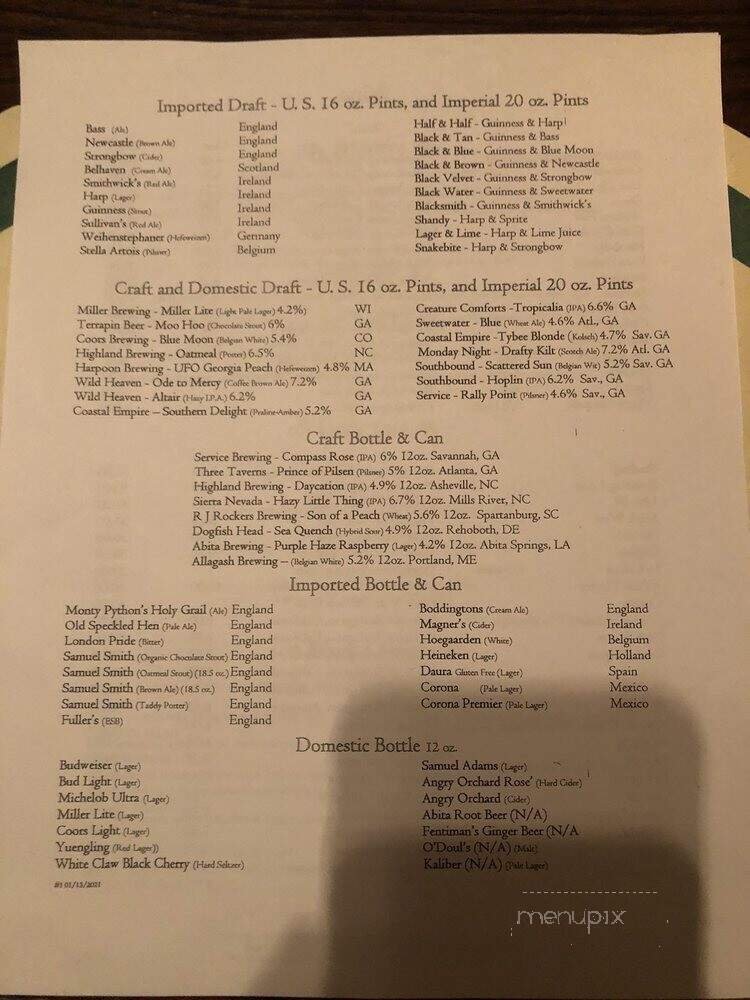 Imported Draft - U. S. 16 oz. Pints, and Imperial 20 oz. Pints
Bass (Ale) England
Newcastle (Brown Ale) England
Strongbow (Cider) England
Belhaven (Cream Ale) Scotland
Smithwick's (Red Ale) Ireland
Harp (Lager) Ireland
Guinness (Stout) Ireland
Sullivan's (Red Ale) Ireland
Weihenstephaner (Hefeweizen) Germany
Stella Artois (Pilsner) Belgium
Half & Half - Guinness & Harp
Black & Tan - Guinness & Bass
Black & Blue - Guinness & Blue Moon
Black & Brown - Guinness & Newcastle
Black Velvet - Guinness & Strongbow
Black Water - Guinness & Sweetwater
Blacksmith - Guinness & Smithwick's
Shandy - Harp & Sprite
Lager & Lime - Harp & Lime Juice
Snakebite - Harp & Strongbow
Craft and Domestic Draft - U. S. 16 oz. Pints, and Imperial 20 oz. Pints
Miller Brewing - Miller Lite (Light Pale Lager) 4.2%) WI
Terrapin Beer - Moo Hoo (Chocolate Stout) 6% GA
Coors Brewing - Blue Moon (Belgian White) 5.4% CO
Highland Brewing - Oatmeal (Porter) 6.5% NC
Harpoon Brewing - UFO Georgia Peach (Hefeweizen) 4.8% MA
Wild Heaven - Ode to Mercy (Coffee Brown Ale) 7.2% GA
Wild Heaven - Altair (Hazy I.P.A.) 6.2% GA
Coastal Empire – Southern Delight (Praline-Amber) 5.2% GA
Creature Comforts -Tropicalia (IPA) 6.6% GA
Sweetwater - Blue (Wheat Ale) 4.6% Atl., GA
Coastal Empire -Tybee Blonde (Kolsch) 4.7% Sav. GA
Monday Night - Drafty Kilt (Scotch Ale) 7.2% Atl. GA
Southbound - Scattered Sun (Belgian Wit) 5.2% Sav. GA
Southbound - Hoplin (IPA) 6.2% Sav., GA
Service - Rally Point (Pilsner) 4.6% Sav., GA
Craft Bottle & Can
Service Brewing - Compass Rose (IPA) 6% 12oz. Savannah, GA
Three Taverns - Prince of Pilsen (Pilsner) 5% 12oz. Atlanta, GA
Highland Brewing - Daycation (IPA) 4.9% 12oz. Asheville, NC
Sierra Nevada - Hazy Little Thing (IPA) 6.7% 12oz. Mills River, NC
R J Rockers Brewing - Son of a Peach (Wheat) 5.6% 12oz. Spartanburg, SC
Dogfish Head - Sea Quench (Hybrid Sour) 4.9% 12oz. Rehoboth, DE
Abita Brewing - Purple Haze Raspberry (Lager) 4.2% 12oz. Abita Springs, LA
Allagash Brewing – (Belgian White) 5.2% 12oz. Portland, ME
Imported Bottle & Can
Monty Python's Holy Grail (Ale) England
Old Speckled Hen (Pale Ale) England
London Pride (Bitter) England
Samuel Smith (Organic Chocolate Stout) England
Samuel Smith (Oatmeal Stout) (18.5 oz.) England
Samuel Smith (Brown Ale) (18.5 oz.) England
Samuel Smith (Taddy Porter) England
Fuller's (ESB) England
Boddingtons (Cream Ale) England
Magner's (Cider) Ireland
Hoegaarden (White) Belgium
Heineken (Lager) Holland
Daura Gluten Free (Lager) Spain
Corona (Pale Lager) Mexico
Corona Premier (Pale Lager) Mexico
Domestic Bottle 12 oz.
Budweiser (Lager)
Bud Light (Lager)
Michelob Ultra (Lager)
Miller Lite (Lager)
Coors Light (Lager)
Yuengling (Red Lager))
White Claw Black Cherry (Hard Seltzer)
Samuel Adams (Lager)
Angry Orchard Rose' (Hard Cider)
Angry Orchard (Cider)
Abita Root Beer (N/A)
Fentiman's Ginger Beer (N/A
O'Doul's (N/A) (Malt)
Kaliber (N/A) (Pale Lager)
#1 01/13/2021
menupix